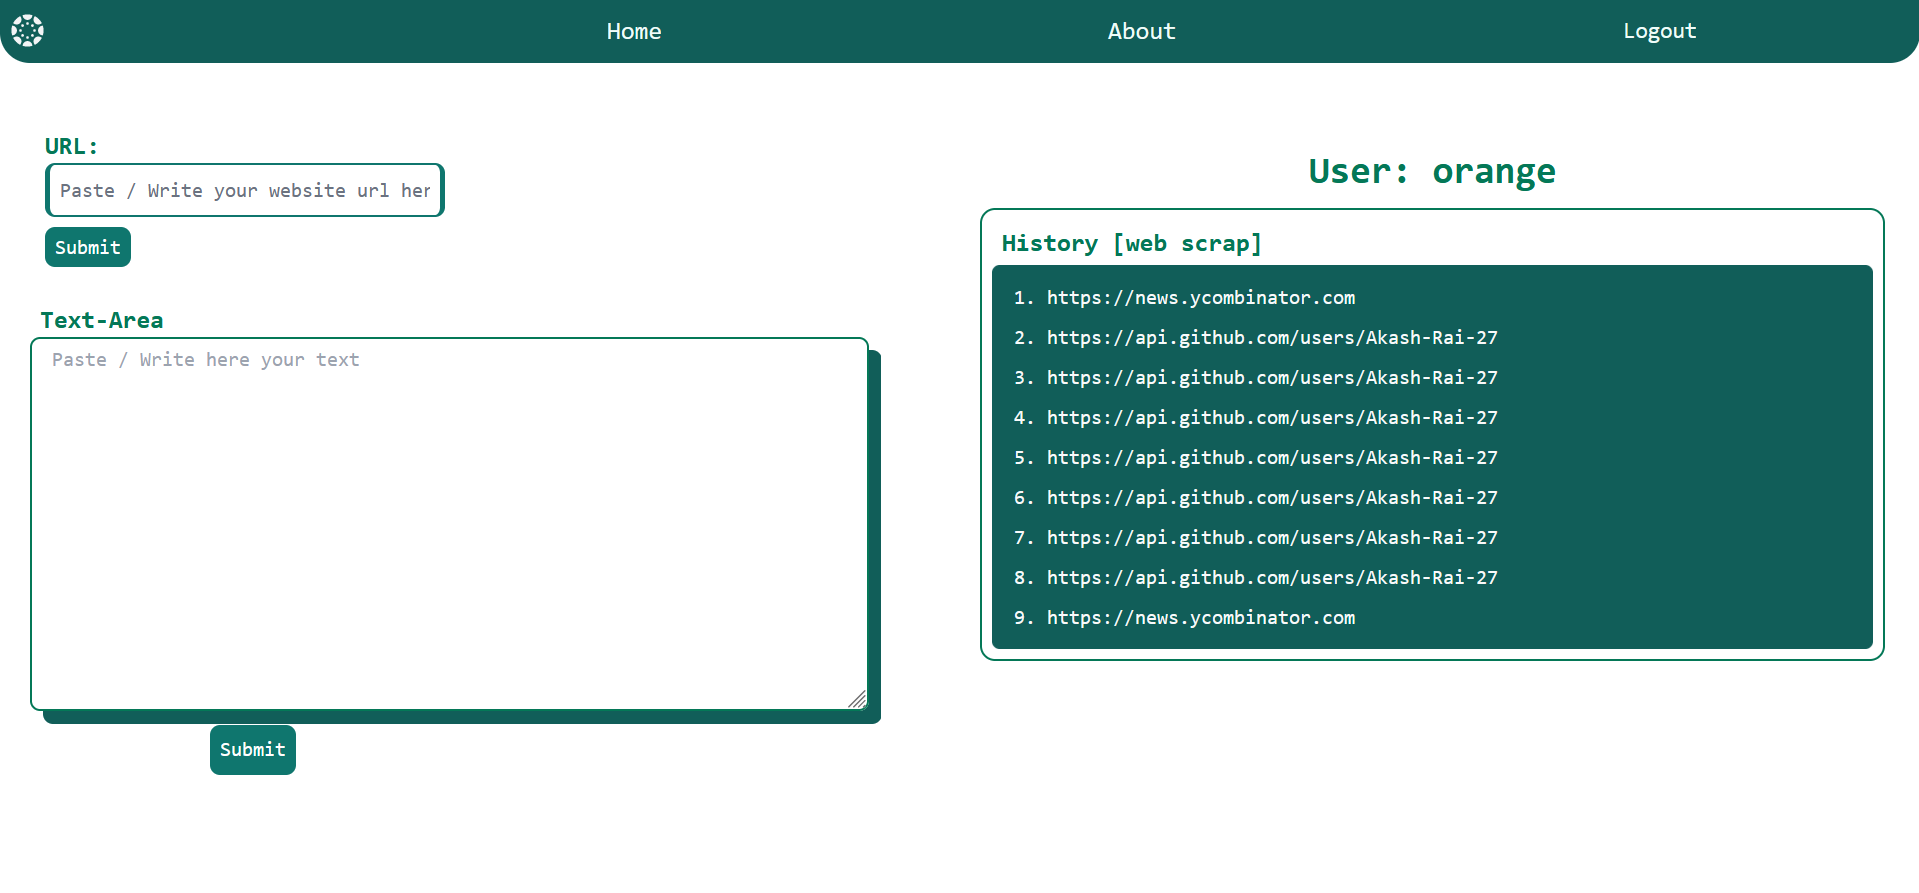 Home
About
Logout
URL:
Paste / Write your website url her
Submit
Text-Area
Paste / Write here your text
Submit
User: orange
History [web scrap]
1. https://news.ycombinator.com
2. https://api.github.com/users/Akash-Rai-27
3. https://api.github.com/users/Akash-Rai-27
4. https://api.github.com/users/Akash-Rai-27
5. https://api.github.com/users/Akash-Rai-27
6. https://api.github.com/users/Akash-Rai-27
7. https://api.github.com/users/Akash-Rai-27
8. https://api.github.com/users/Akash-Rai-27
9. https://news.ycombinator.com